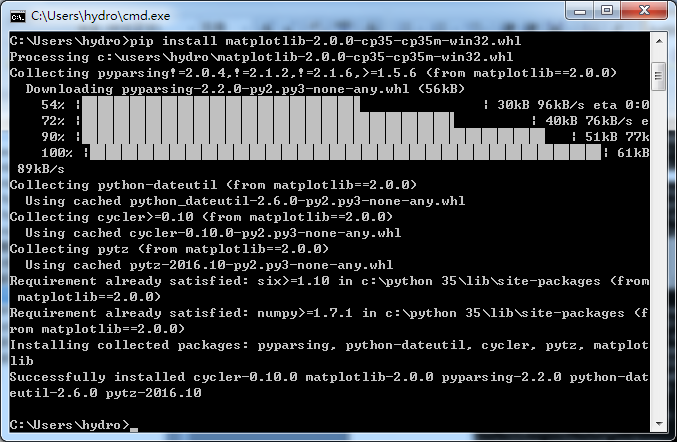 C:\Users\hydro\cmd.exe
C:\Users\hydro>pip install matplotlib-2.0.0-cp35-cp35m-win32.whl
Processing c:\users\hydro\matplotlib-2.0.0-cp35-cp35m-win32.whl
Collecting pyparsing!=2.0.4,!=2.1.2,!=2.1.6,>=1.5.6 (from matplotlib==2.0.0)
  Downloading pyparsing-2.2.0-py2.py3-none-any.whl (56kB)
    54% | | 30kB 96kB/s eta 0:0
    72% | | 40kB 76kB/s e
    90% | | 51kB 77k
    100% | | 61kB
 89kB/s
Collecting python-dateutil (from matplotlib==2.0.0)
  Using cached python_dateutil-2.6.0-py2.py3-none-any.whl
Collecting cycler>=0.10 (from matplotlib==2.0.0)
  Using cached cycler-0.10.0-py2.py3-none-any.whl
Collecting pytz (from matplotlib==2.0.0)
  Using cached pytz-2016.10-py2.py3-none-any.whl
Requirement already satisfied: six>=1.10 in c:\python 35\lib\site-packages (from
 matplotlib==2.0.0)
Requirement already satisfied: numpy>=1.7.1 in c:\python 35\lib\site-packages (f
rom matplotlib==2.0.0)
Installing collected packages: pyparsing, python-dateutil, cycler, pytz, matplot
lib
Successfully installed cycler-0.10.0 matplotlib-2.0.0 pyparsing-2.2.0 python-dat
eutil-2.6.0 pytz-2016.10
C:\Users\hydro>_